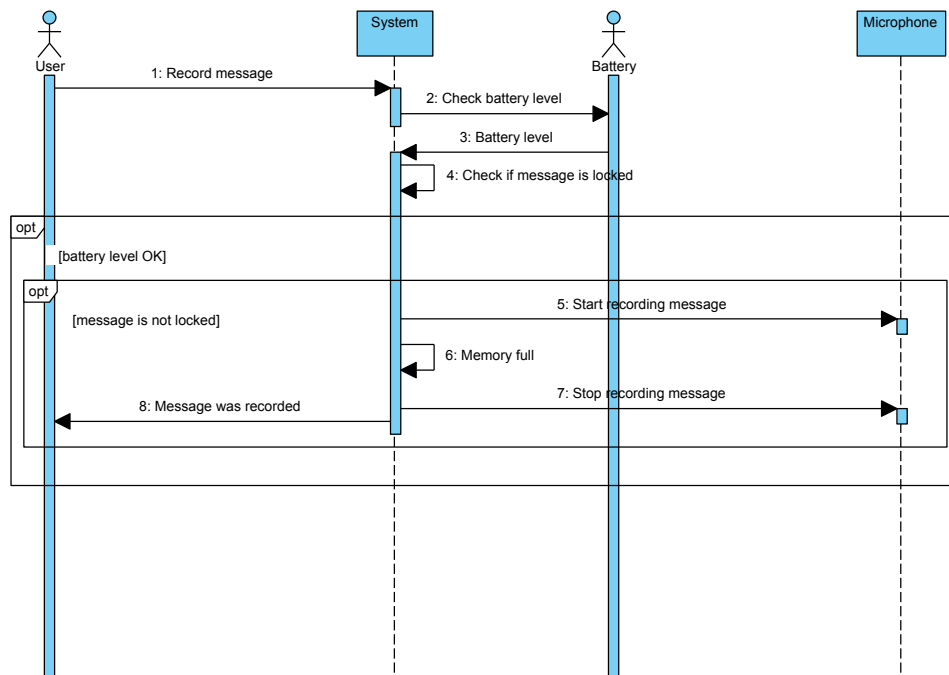 System
Microphone
User
Battery
1: Record message
2: Check battery level
3: Battery level
4: Check if message is locked
opt
[battery level OK]
opt
[message is not locked]
5: Start recording message
6: Memory full
7: Stop recording message
8: Message was recorded